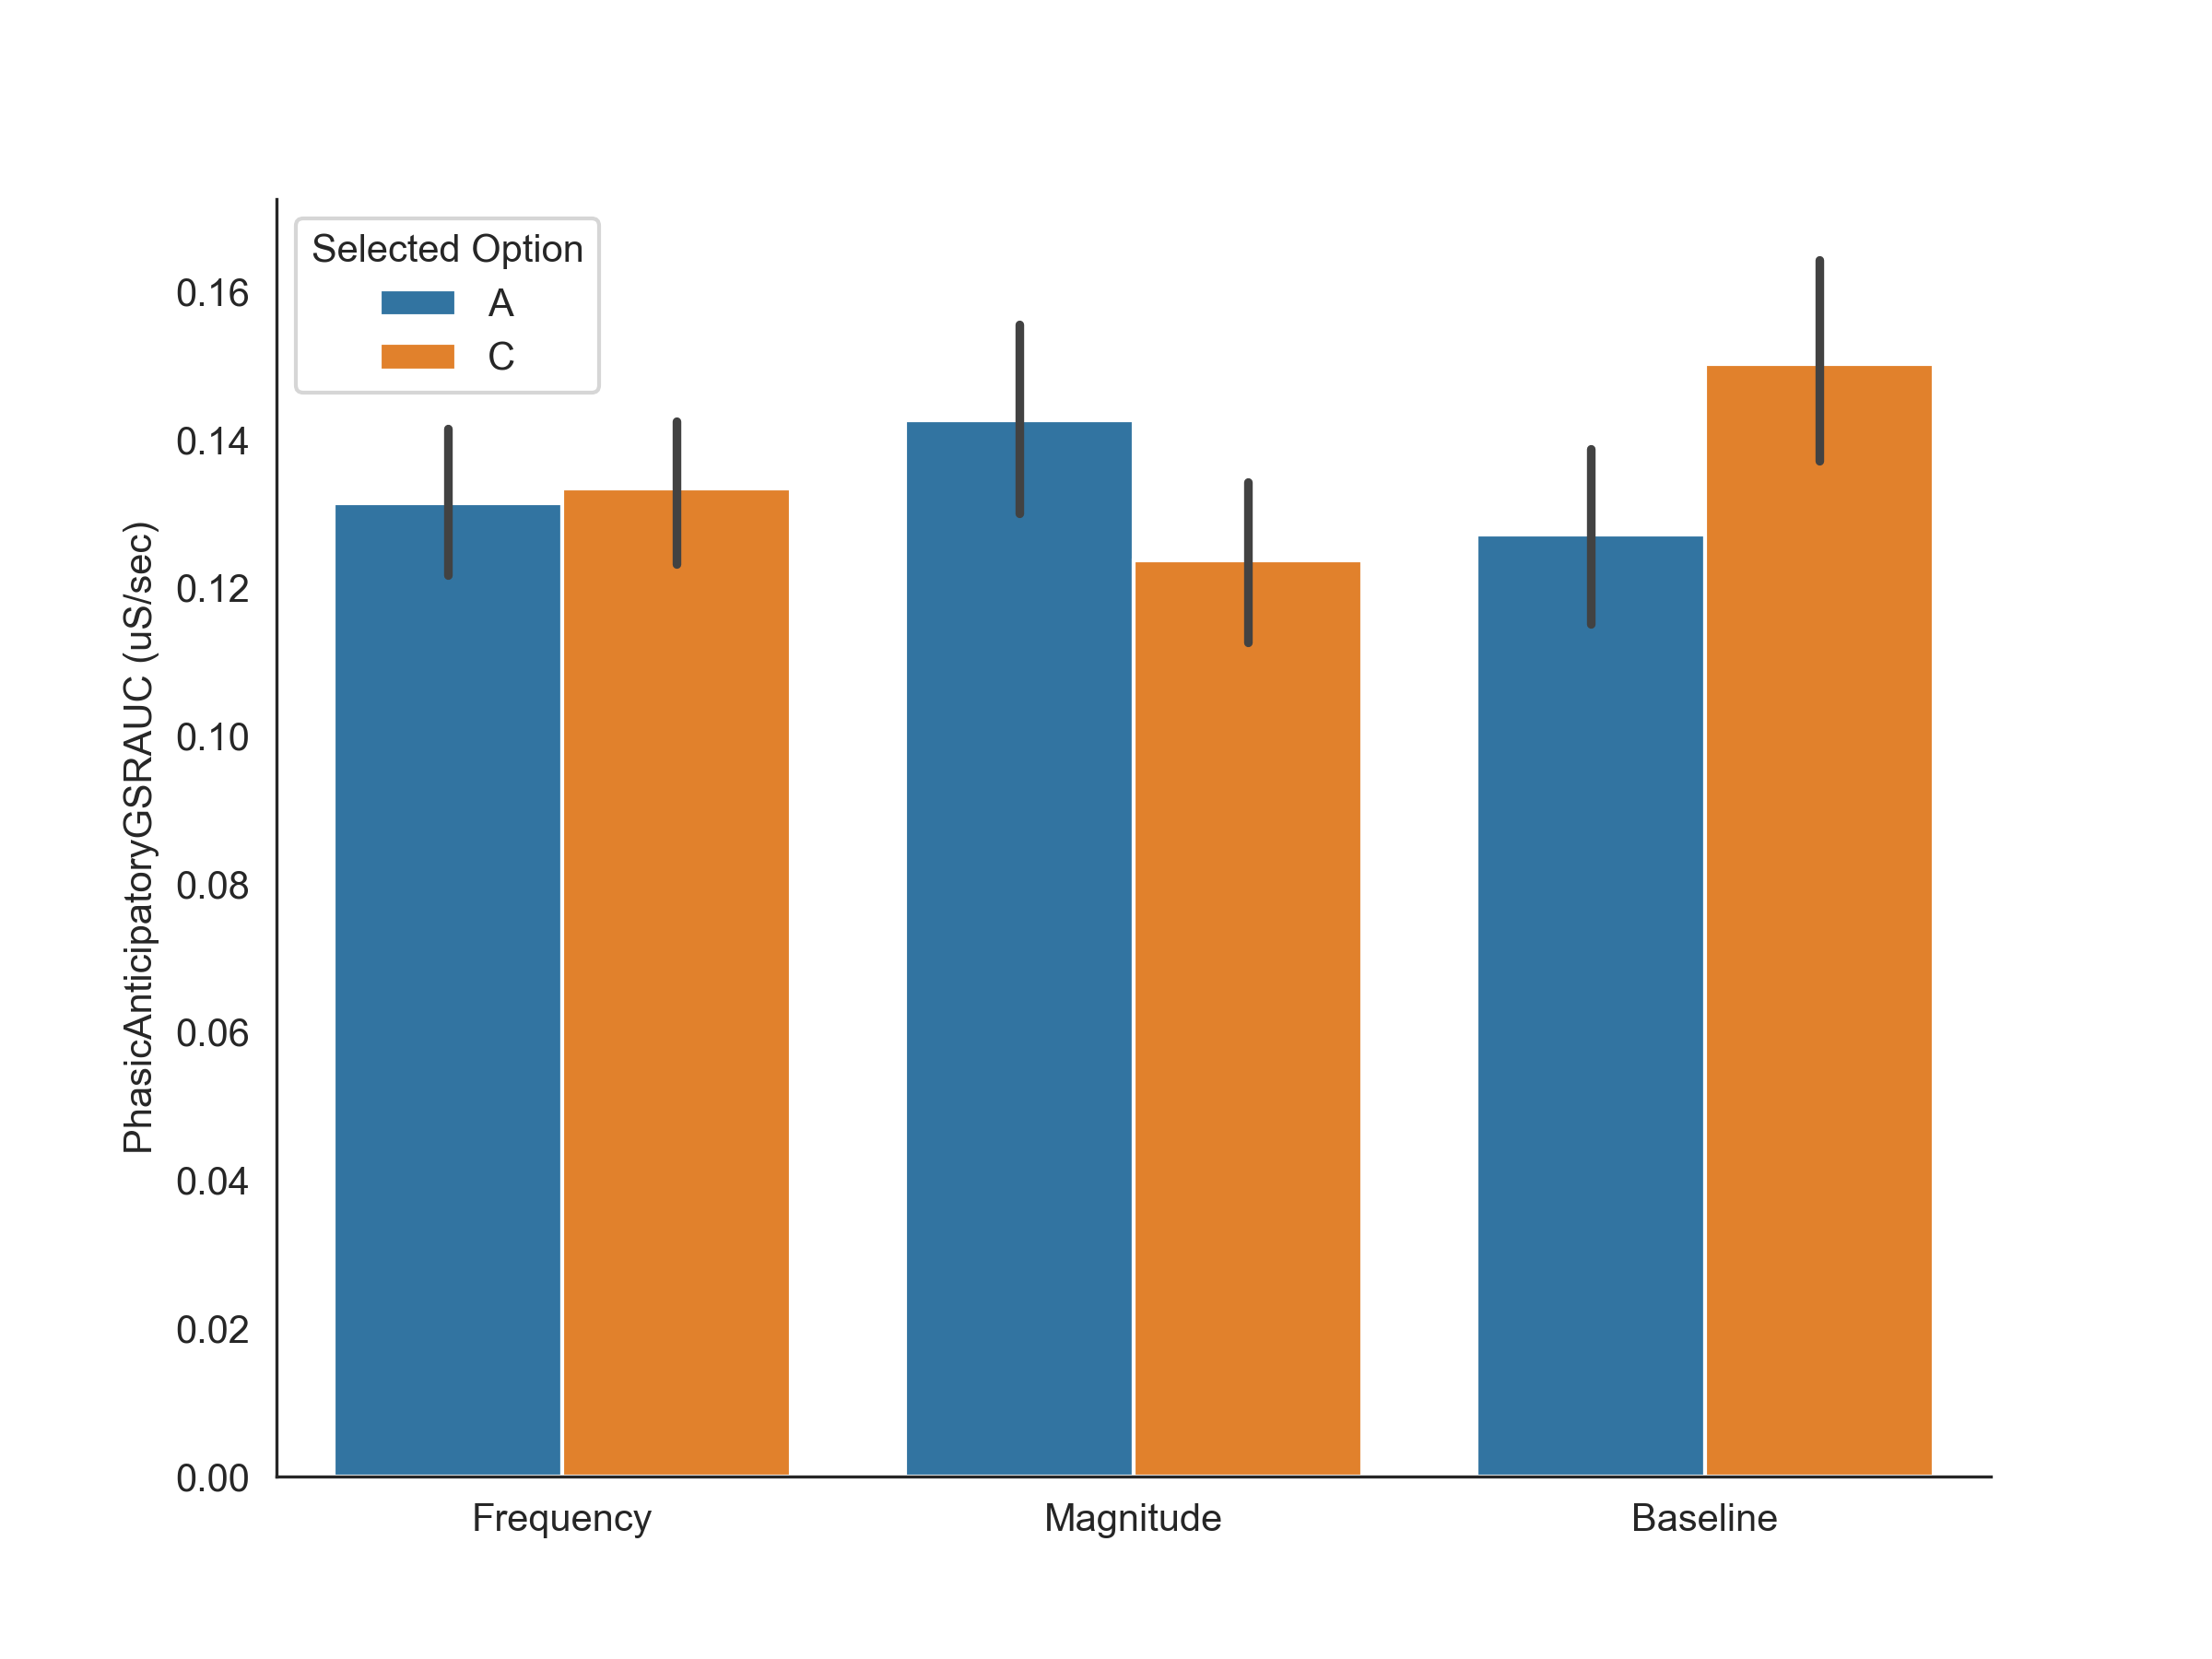 Selected Option
A
C
0.16
0.14
0.12
0.10
0.08
0.06
0.04
0.02
0.00
PhasicAnticipatoryGSRAUC (uS/sec)
Frequency Magnitude Baseline